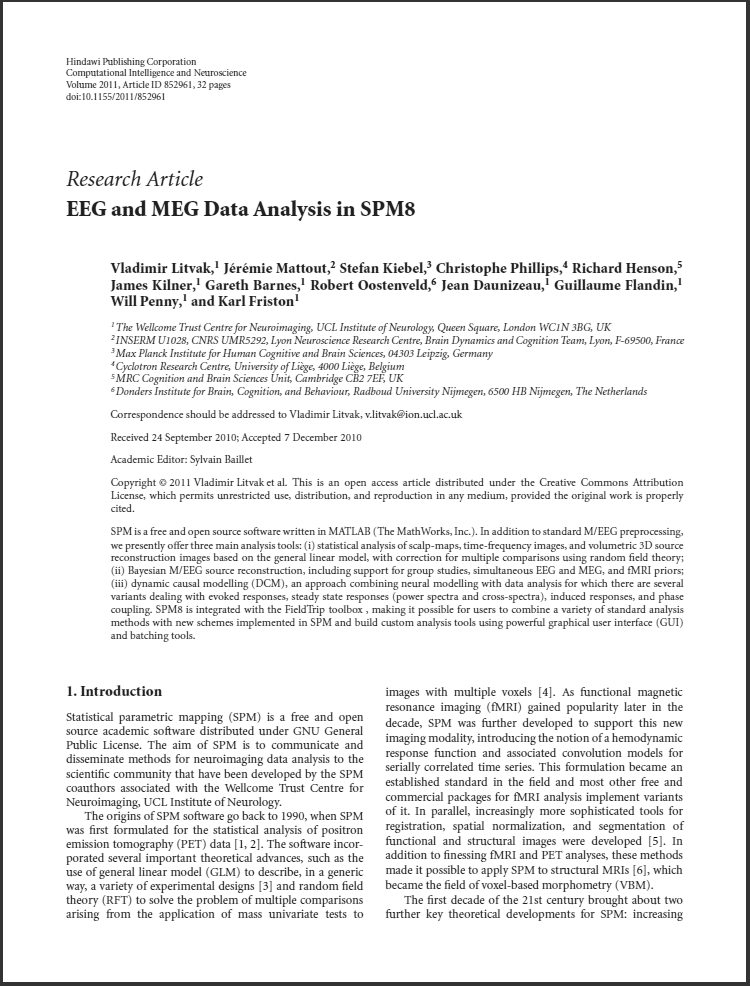 Hindawi Publishing Corporation
Computational Intelligence and Neuroscience
Volume 2011, Article ID 852961, 32 pages
doi:10.1155/2011/852961
Research Article
EEG and MEG Data Analysis in SPM8
Vladimir Litvak,1 Jérémie Mattout,2 Stefan Kiebel,3 Christophe Phillips,4 Richard Henson,5
James Kilner,1 Gareth Barnes,1 Robert Oostenveld,6 Jean Daunizeau,1 Guillaume Flandin,1
Will Penny,1 and Karl Friston1
1 The Wellcome Trust Centre for Neuroimaging, UCL Institute of Neurology, Queen Square, London WC1N 3BG, UK
2 INSERM U1028, CNRS UMR5292, Lyon Neuroscience Research Centre, Brain Dynamics and Cognition Team, Lyon, F-69500, France
3 Max Planck Institute for Human Cognitive and Brain Sciences, 04303 Leipzig, Germany
4 Cyclotron Research Centre, University of Liège, 4000 Liège, Belgium
5 MRC Cognition and Brain Sciences Unit, Cambridge CB2 7EF, UK
6 Donders Institute for Brain, Cognition, and Behaviour, Radboud University Nijmegen, 6500 HB Nijmegen, The Netherlands
Correspondence should be addressed to Vladimir Litvak, v.litvak@ion.ucl.ac.uk
Received 24 September 2010; Accepted 7 December 2010
Academic Editor: Sylvain Baillet
Copyright © 2011 Vladimir Litvak et al. This is an open access article distributed under the Creative Commons Attribution
License, which permits unrestricted use, distribution, and reproduction in any medium, provided the original work is properly
cited.
SPM is a free and open source software written in MATLAB (The MathWorks, Inc.). In addition to standard M/EEG preprocessing,
we presently offer three main analysis tools: (i) statistical analysis of scalp-maps, time-frequency images, and volumetric 3D source
reconstruction images based on the general linear model, with correction for multiple comparisons using random field theory;
(ii) Bayesian M/EEG source reconstruction, including support for group studies, simultaneous EEG and MEG, and fMRI priors;
(iii) dynamic causal modelling (DCM), an approach combining neural modelling with data analysis for which there are several
variants dealing with evoked responses, steady state responses (power spectra and cross-spectra), induced responses, and phase
coupling. SPM8 is integrated with the FieldTrip toolbox , making it possible for users to combine a variety of standard analysis
methods with new schemes implemented in SPM and build custom analysis tools using powerful graphical user interface (GUI)
and batching tools.
1. Introduction
Statistical parametric mapping (SPM) is a free and open
source academic software distributed under GNU General
Public License. The aim of SPM is to communicate and
disseminate methods for neuroimaging data analysis to the
scientific community that have been developed by the SPM
coauthors associated with the Wellcome Trust Centre for
Neuroimaging, UCL Institute of Neurology.
The origins of SPM software go back to 1990, when SPM
was first formulated for the statistical analysis of positron
emission tomography (PET) data [1, 2]. The software incor-
porated several important theoretical advances, such as the
use of general linear model (GLM) to describe, in a generic
way, a variety of experimental designs [3] and random field
theory (RFT) to solve the problem of multiple comparisons
arising from the application of mass univariate tests to
images with multiple voxels [4]. As functional magnetic
resonance imaging (fMRI) gained popularity later in the
decade, SPM was further developed to support this new
imaging modality, introducing the notion of a hemodynamic
response function and associated convolution models for
serially correlated time series. This formulation became an
established standard in the field and most other free and
commercial packages for fMRI analysis implement variants
of it. In parallel, increasingly more sophisticated tools for
registration, spatial normalization, and segmentation of
functional and structural images were developed [5]. In
addition to finessing fMRI and PET analyses, these methods
made it possible to apply SPM to structural MRIs [6], which
became the field of voxel-based morphometry (VBM).
The first decade of the 21st century brought about two
further key theoretical developments for SPM: increasing